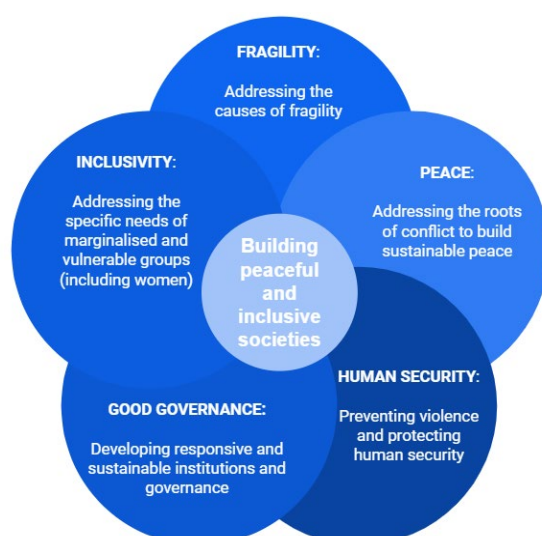 FRAGILITY:
Addressing the
causes of fragility
INCLUSIVITY:
Addressing the
specific needs of
marginalised and
vulnerable groups
(including women)
PEACE:
Addressing the roots
of conflict to build
sustainable peace
Building
peaceful
and
inclusive
societies
GOOD GOVERNANCE:
Developing responsive and
sustainable institutions and
governance
HUMAN SECURITY:
Preventing violence
and protecting
human security